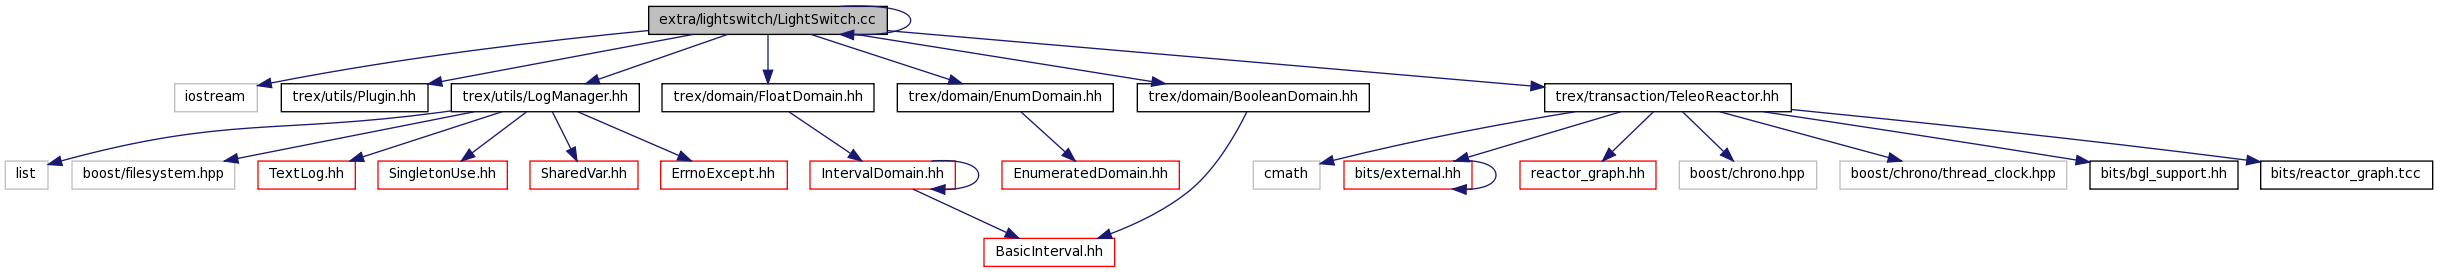 extra/lightswitch/LightSwitch.cc
iostream
trex/utils/Plugin.hh
trex/utils/LogManager.hh
trex/domain/FloatDomain.hh
trex/domain/EnumDomain.hh
trex/domain/BooleanDomain.hh
trex/transaction/TeleoReactor.hh
list
boost/filesystem.hpp
TextLog.hh
SingletonUse.hh
SharedVar.hh
ErrnoExcept.hh
IntervalDomain.hh
EnumeratedDomain.hh
cmath
bits/external.hh
reactor_graph.hh
boost/chrono.hpp
boost/chrono/thread_clock.hpp
bits/bgl_support.hh
bits/reactor_graph.tcc
BasicInterval.hh